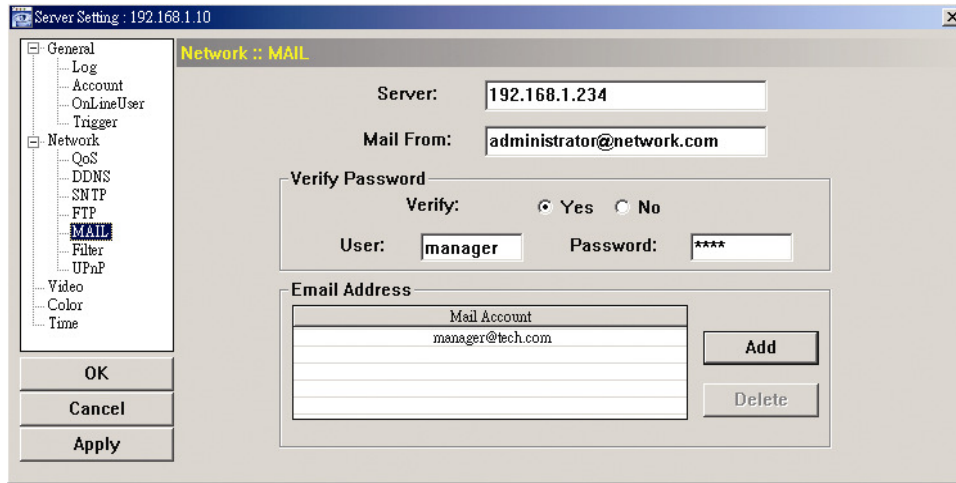 Server Setting : 192.168.1.10
General
Log
Account
OnLineUser
Trigger
Network
QoS
DDNS
SNTP
FTP
MAIL
Filter
UPnP
Video
Color
Time
OK
Cancel
Apply
Network :: MAIL
Server: 192.168.1.234
Mail From: administrator@network.com
Verify Password
Verify: Yes No
User: manager Password: ****
Email Address
Mail Account
manager@tech.com
Add
Delete